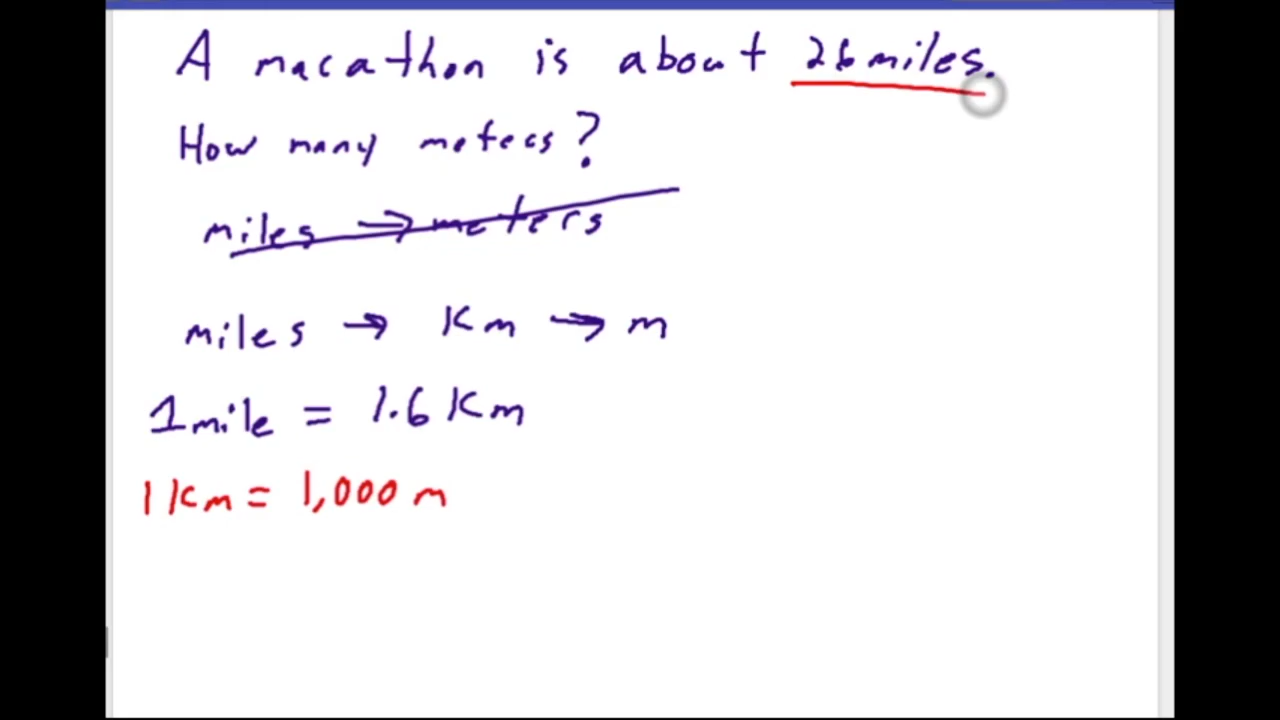 A marathon is about 26 miles.
How many meters?
miles → meters
miles → Km → m
1 mile = 1.6 Km
1 Km = 1,000 m